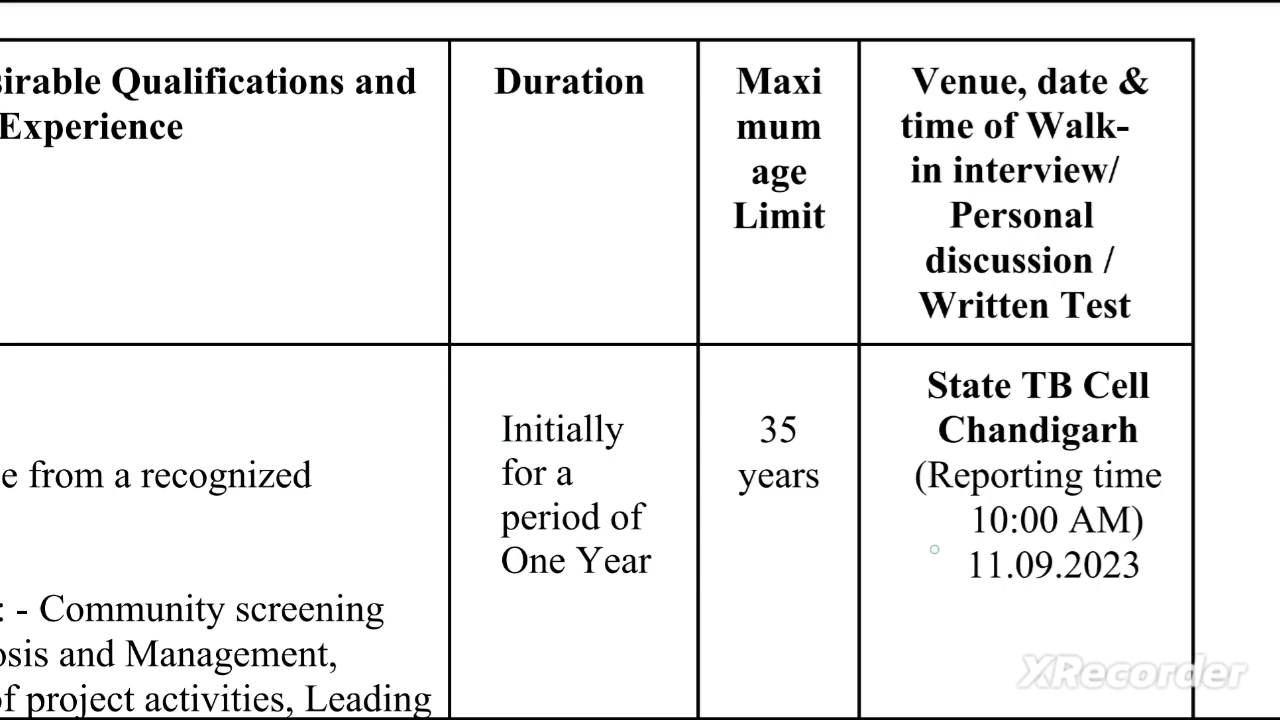 Qualifications and
Experience
Duration
Maxi
mum
age
Limit
Venue, date &
time of Walk-
in interview/
Personal
discussion /
Written Test
e from a recognized
: - Community screening
osis and Management,
of project activities, Leading
Initially
for a
period of
One Year
35
years
State TB Cell
Chandigarh
(Reporting time
10:00 AM)
11.09.2023
XRecorder